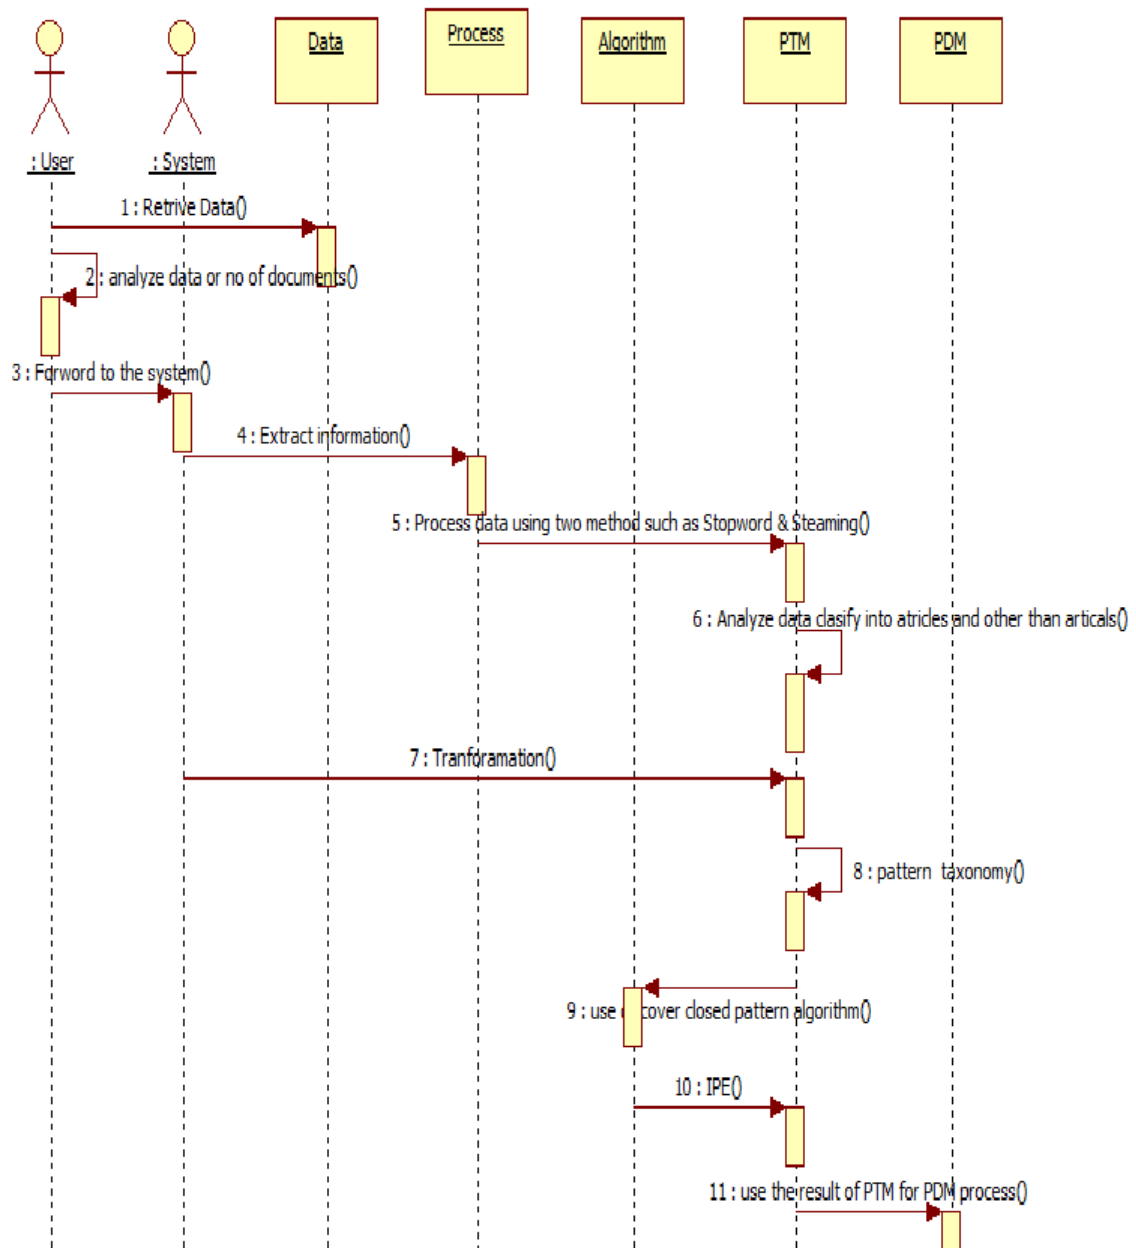 Data
Process
Algorithm
PTM
PDM
: User
: System
1 : Retrive Data()
2 : analyze data or no of documents()
3 : Forword to the system()
4 : Extract information()
5 : Process data using two method such as Stopword & Steaming()
6 : Analyze data clasify into atricles and other than articals()
7 : Tranforamation()
8 : pattern taxonomy()
9 : use cover closed pattern algorithm()
10 : IPE()
11 : use the result of PTM for PDM process()